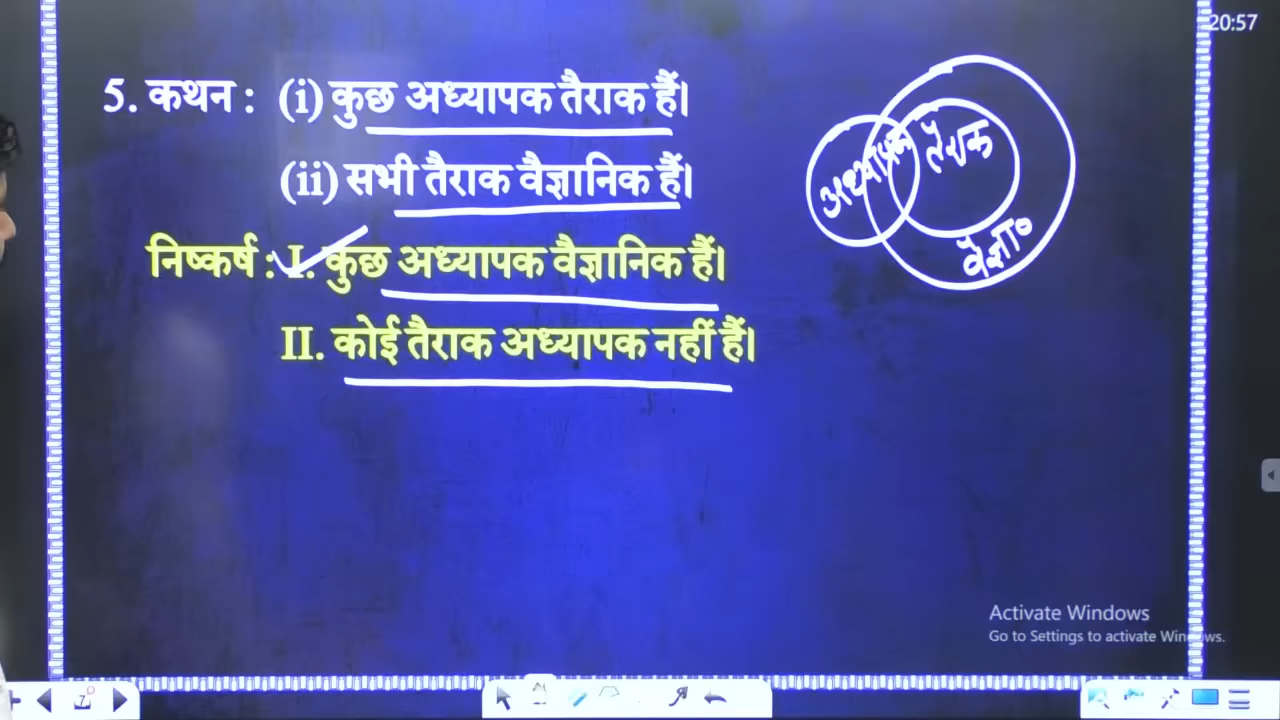 20:57
5. कथन : (i) कुछ अध्यापक तैराक हैं।
(ii) सभी तैराक वैज्ञानिक हैं।
निष्कर्ष : I. कुछ अध्यापक वैज्ञानिक हैं।
II. कोई तैराक अध्यापक नहीं हैं।
अध्यापक
तैराक
वैज्ञा०
Activate Windows
Go to Settings to activate Windows.